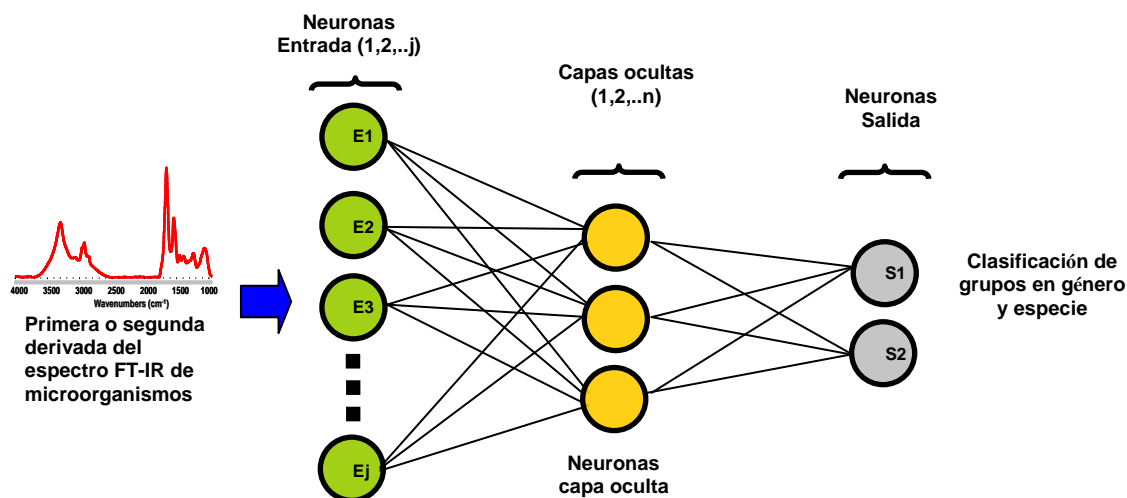 Neuronas
Entrada (1,2,..j)
Capas ocultas
(1,2,..n)
Neuronas
Salida
E1
E2
E3
Ej
S1
S2
4000 3500 3000 2500 2000 1500 1000
Wavenumbers (cm-1)
Primera o segunda
derivada del
espectro FT-IR de
microorganismos
Neuronas
capa oculta
Clasificación de
grupos en género
y especie